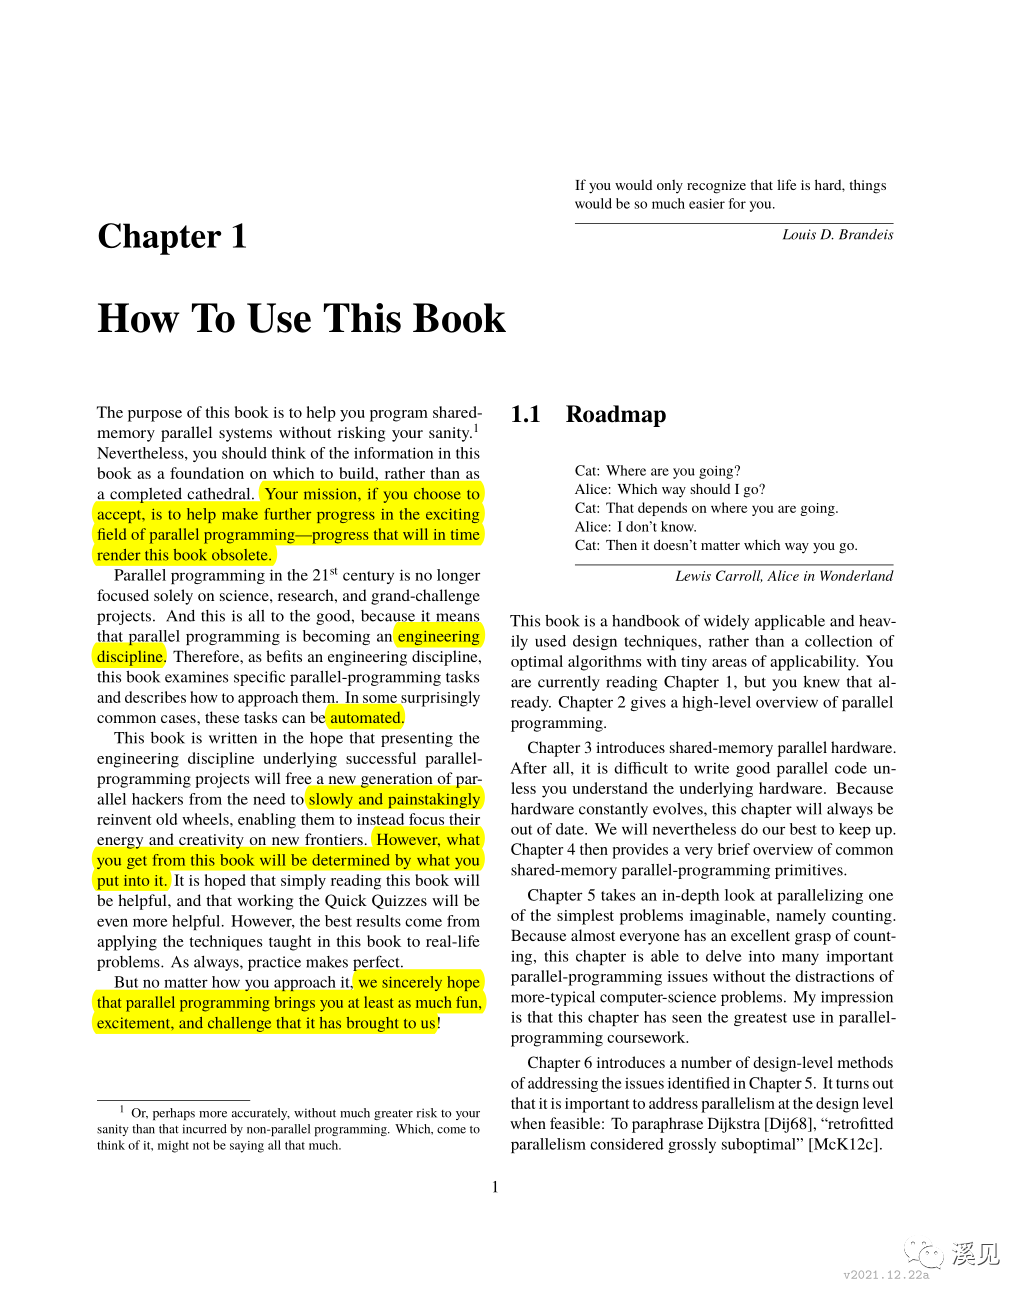 If you would only recognize that life is hard, things
would be so much easier for you.
Louis D. Brandeis
Chapter 1
How To Use This Book
The purpose of this book is to help you program shared-
memory parallel systems without risking your sanity.1
Nevertheless, you should think of the information in this
book as a foundation on which to build, rather than as
a completed cathedral. Your mission, if you choose to
accept, is to help make further progress in the exciting
field of parallel programming—progress that will in time
render this book obsolete.
Parallel programming in the 21st century is no longer
focused solely on science, research, and grand-challenge
projects. And this is all to the good, because it means
that parallel programming is becoming an engineering
discipline. Therefore, as befits an engineering discipline,
this book examines specific parallel-programming tasks
and describes how to approach them. In some surprisingly
common cases, these tasks can be automated.
This book is written in the hope that presenting the
engineering discipline underlying successful parallel-
programming projects will free a new generation of par-
allel hackers from the need to slowly and painstakingly
reinvent old wheels, enabling them to instead focus their
energy and creativity on new frontiers. However, what
you get from this book will be determined by what you
put into it. It is hoped that simply reading this book will
be helpful, and that working the Quick Quizzes will be
even more helpful. However, the best results come from
applying the techniques taught in this book to real-life
problems. As always, practice makes perfect.
But no matter how you approach it, we sincerely hope
that parallel programming brings you at least as much fun,
excitement, and challenge that it has brought to us!
1 Or, perhaps more accurately, without much greater risk to your
sanity than that incurred by non-parallel programming. Which, come to
think of it, might not be saying all that much.
1.1 Roadmap
Cat: Where are you going?
Alice: Which way should I go?
Cat: That depends on where you are going.
Alice: I don't know.
Cat: Then it doesn't matter which way you go.
Lewis Carroll, Alice in Wonderland
This book is a handbook of widely applicable and heav-
ily used design techniques, rather than a collection of
optimal algorithms with tiny areas of applicability. You
are currently reading Chapter 1, but you knew that al-
ready. Chapter 2 gives a high-level overview of parallel
programming.
Chapter 3 introduces shared-memory parallel hardware.
After all, it is difficult to write good parallel code un-
less you understand the underlying hardware. Because
hardware constantly evolves, this chapter will always be
out of date. We will nevertheless do our best to keep up.
Chapter 4 then provides a very brief overview of common
shared-memory parallel-programming primitives.
Chapter 5 takes an in-depth look at parallelizing one
of the simplest problems imaginable, namely counting.
Because almost everyone has an excellent grasp of count-
ing, this chapter is able to delve into many important
parallel-programming issues without the distractions of
more-typical computer-science problems. My impression
is that this chapter has seen the greatest use in parallel-
programming coursework.
Chapter 6 introduces a number of design-level methods
of addressing the issues identified in Chapter 5. It turns out
that it is important to address parallelism at the design level
when feasible: To paraphrase Dijkstra [Dij68], “retrofitted
parallelism considered grossly suboptimal” [McK12c].
1
溪见
v2021.12.22a